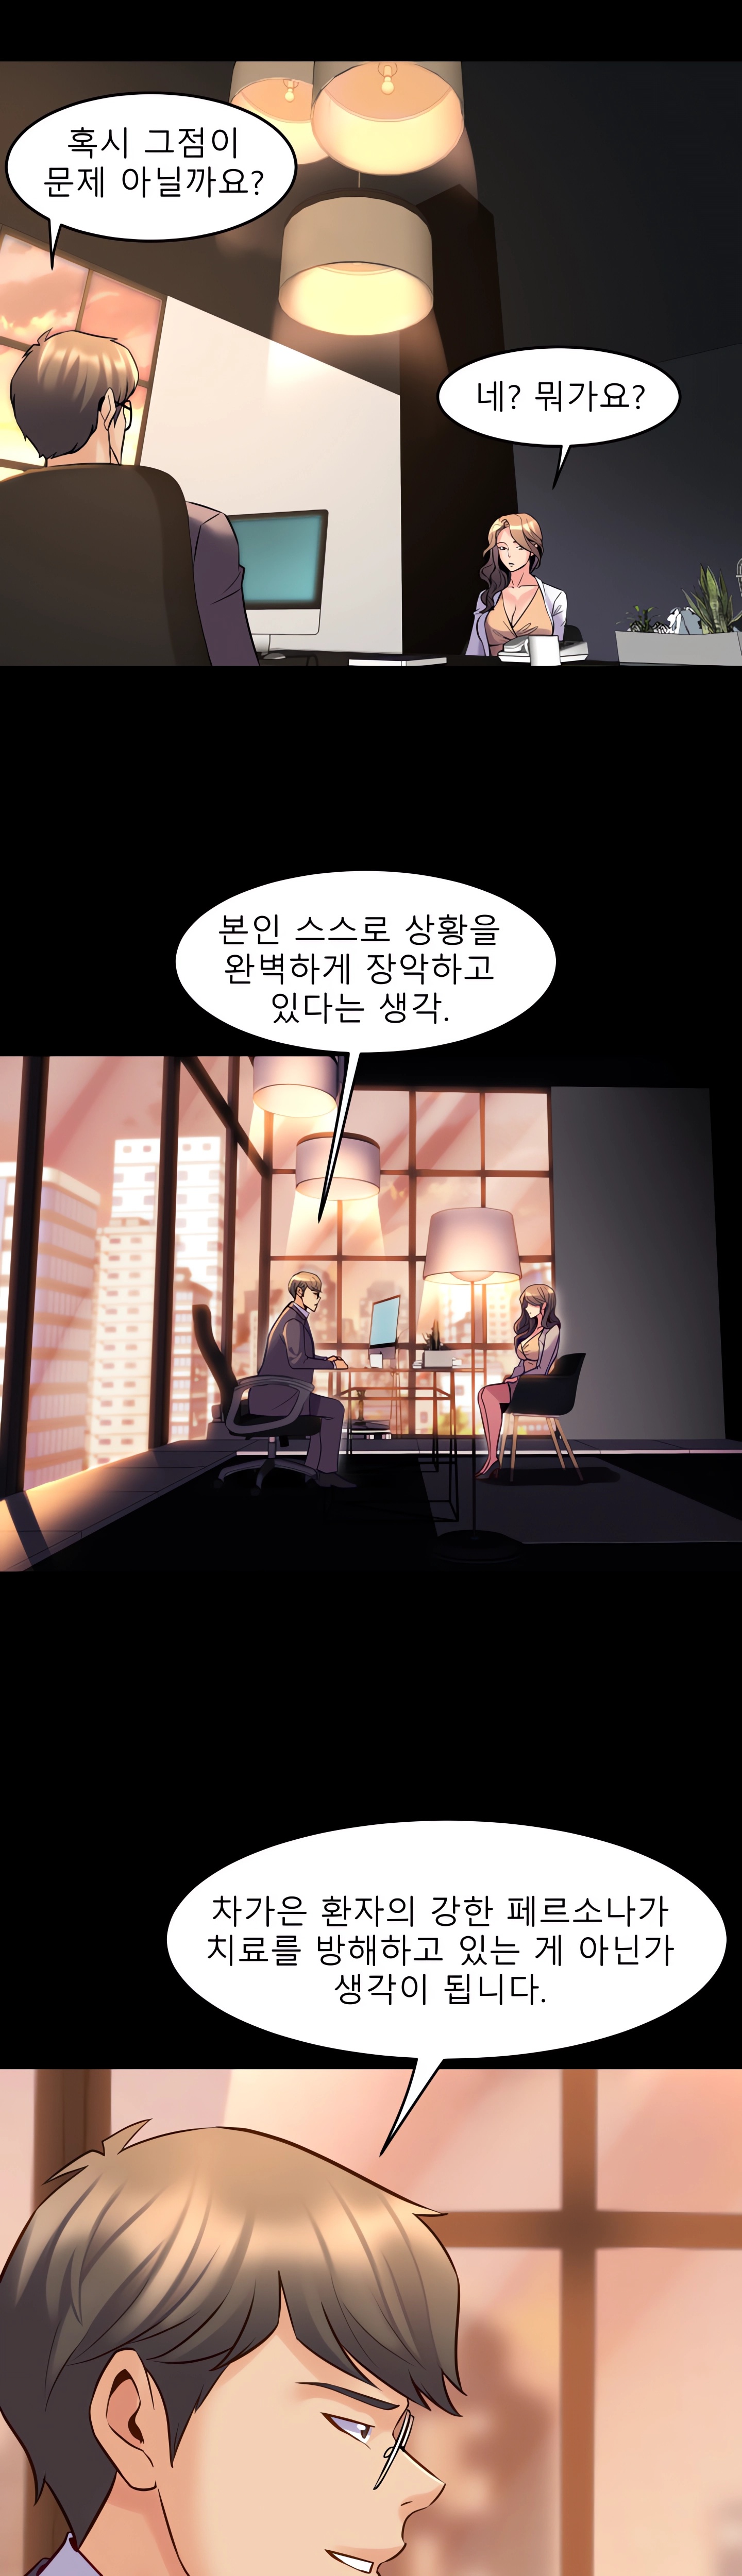 혹시 그점이
문제 아닐까요?
네? 뭐가요?
본인 스스로 상황을
완벽하게 장악하고
있다는 생각.
차가은 환자의 강한 페르소나가
치료를 방해하고 있는 게 아닌가
생각이 됩니다.